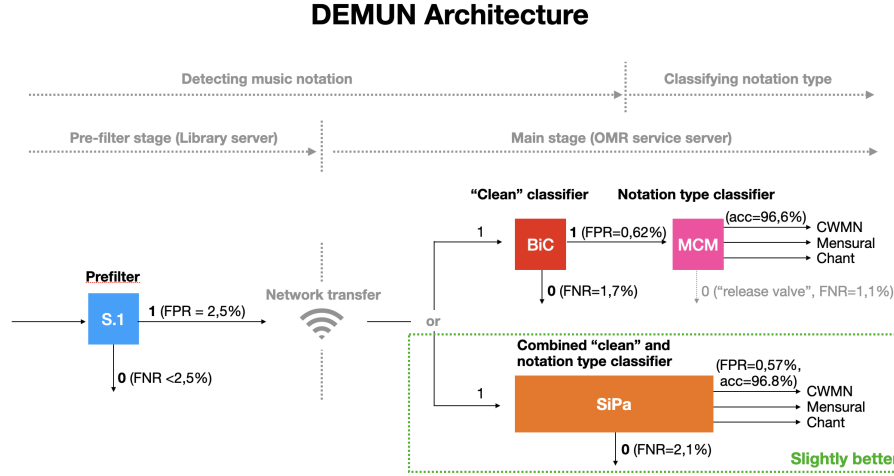 DEMUN Architecture
Detecting music notation
Classifying notation type
Pre-filter stage (Library server)
Main stage (OMR service server)
“Clean” classifier
Notation type classifier
1
BiC
1 (FPR=0,62%)
MCM
(acc=96,6%)
CWMN
Mensural
Chant
0 (FNR=1,7%)
0 (“release valve”, FNR=1,1%)
Prefilter
S.1
1 (FPR = 2,5%)
0 (FNR <2,5%)
Network transfer
or
Combined “clean” and
notation type classifier
1
SiPa
(FPR=0,57%,
acc=96.8%)
CWMN
Mensural
Chant
0 (FNR=2,1%)
Slightly better